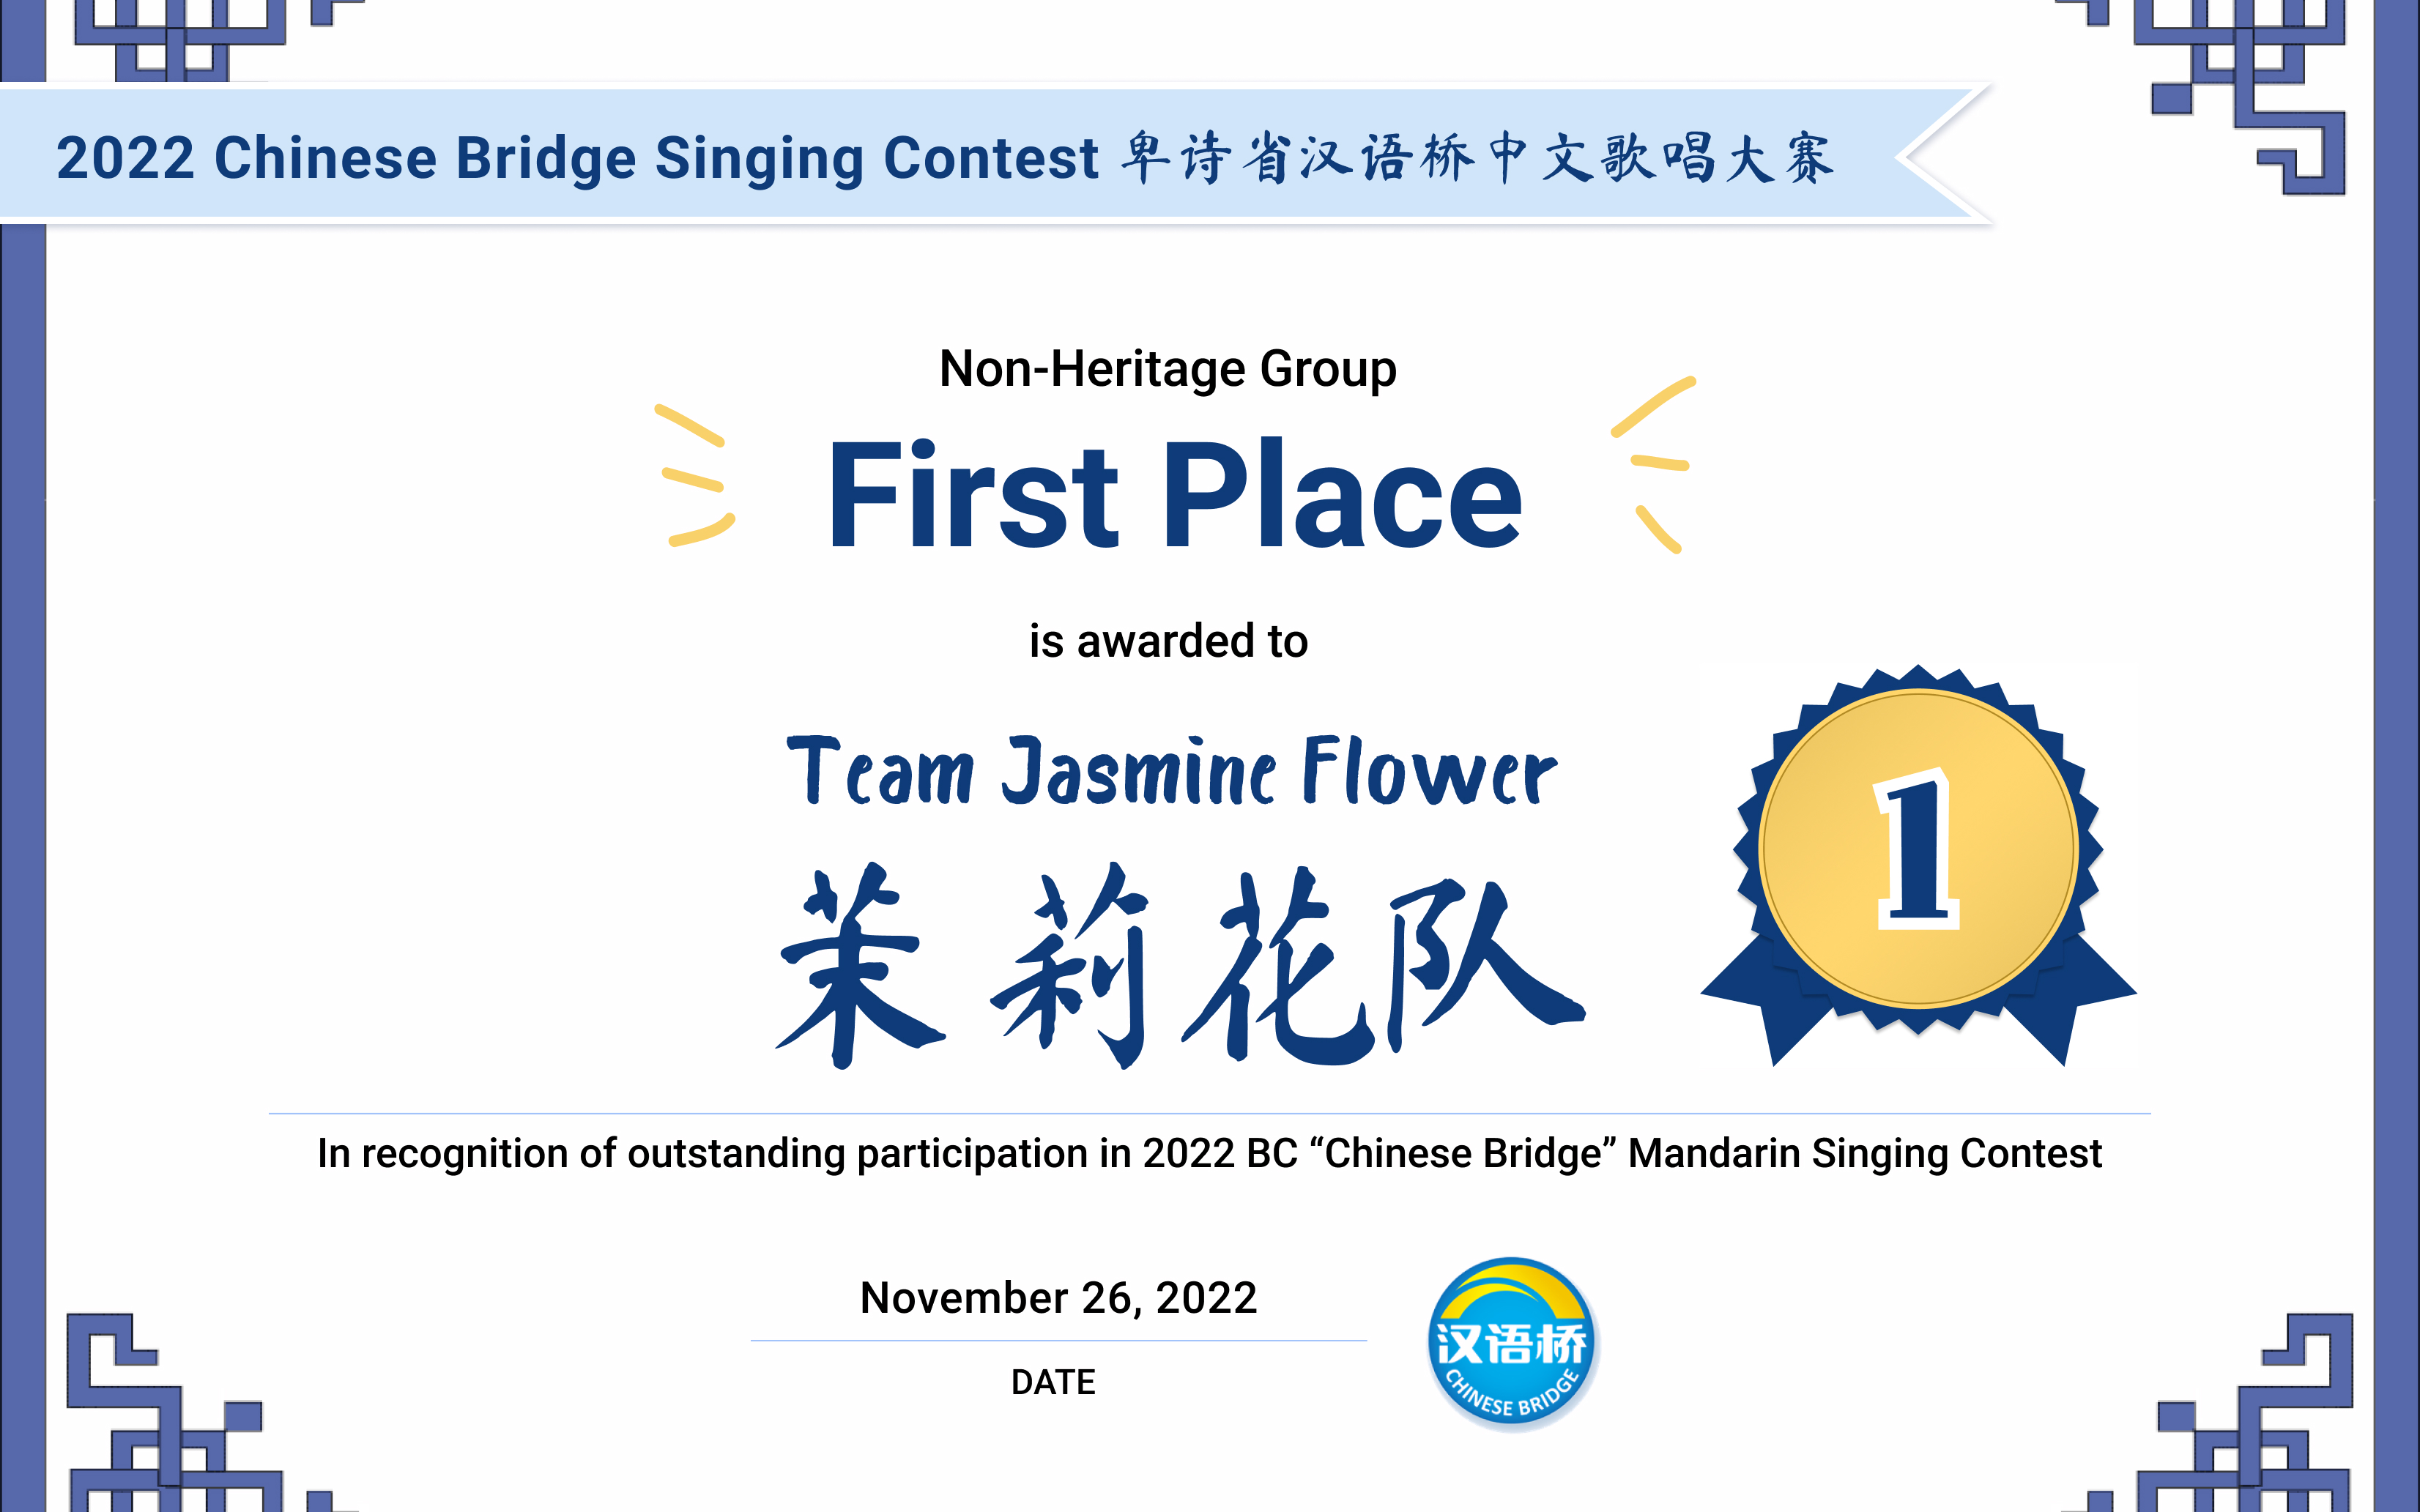 2022 Chinese Bridge Singing Contest 卑诗省汉语桥中文歌唱大赛
Non-Heritage Group
First Place
is awarded to
Team Jasmine Flower
茉莉花队
1
In recognition of outstanding participation in 2022 BC “Chinese Bridge” Mandarin Singing Contest
November 26, 2022
DATE
汉语桥
CHINESE BRIDGE